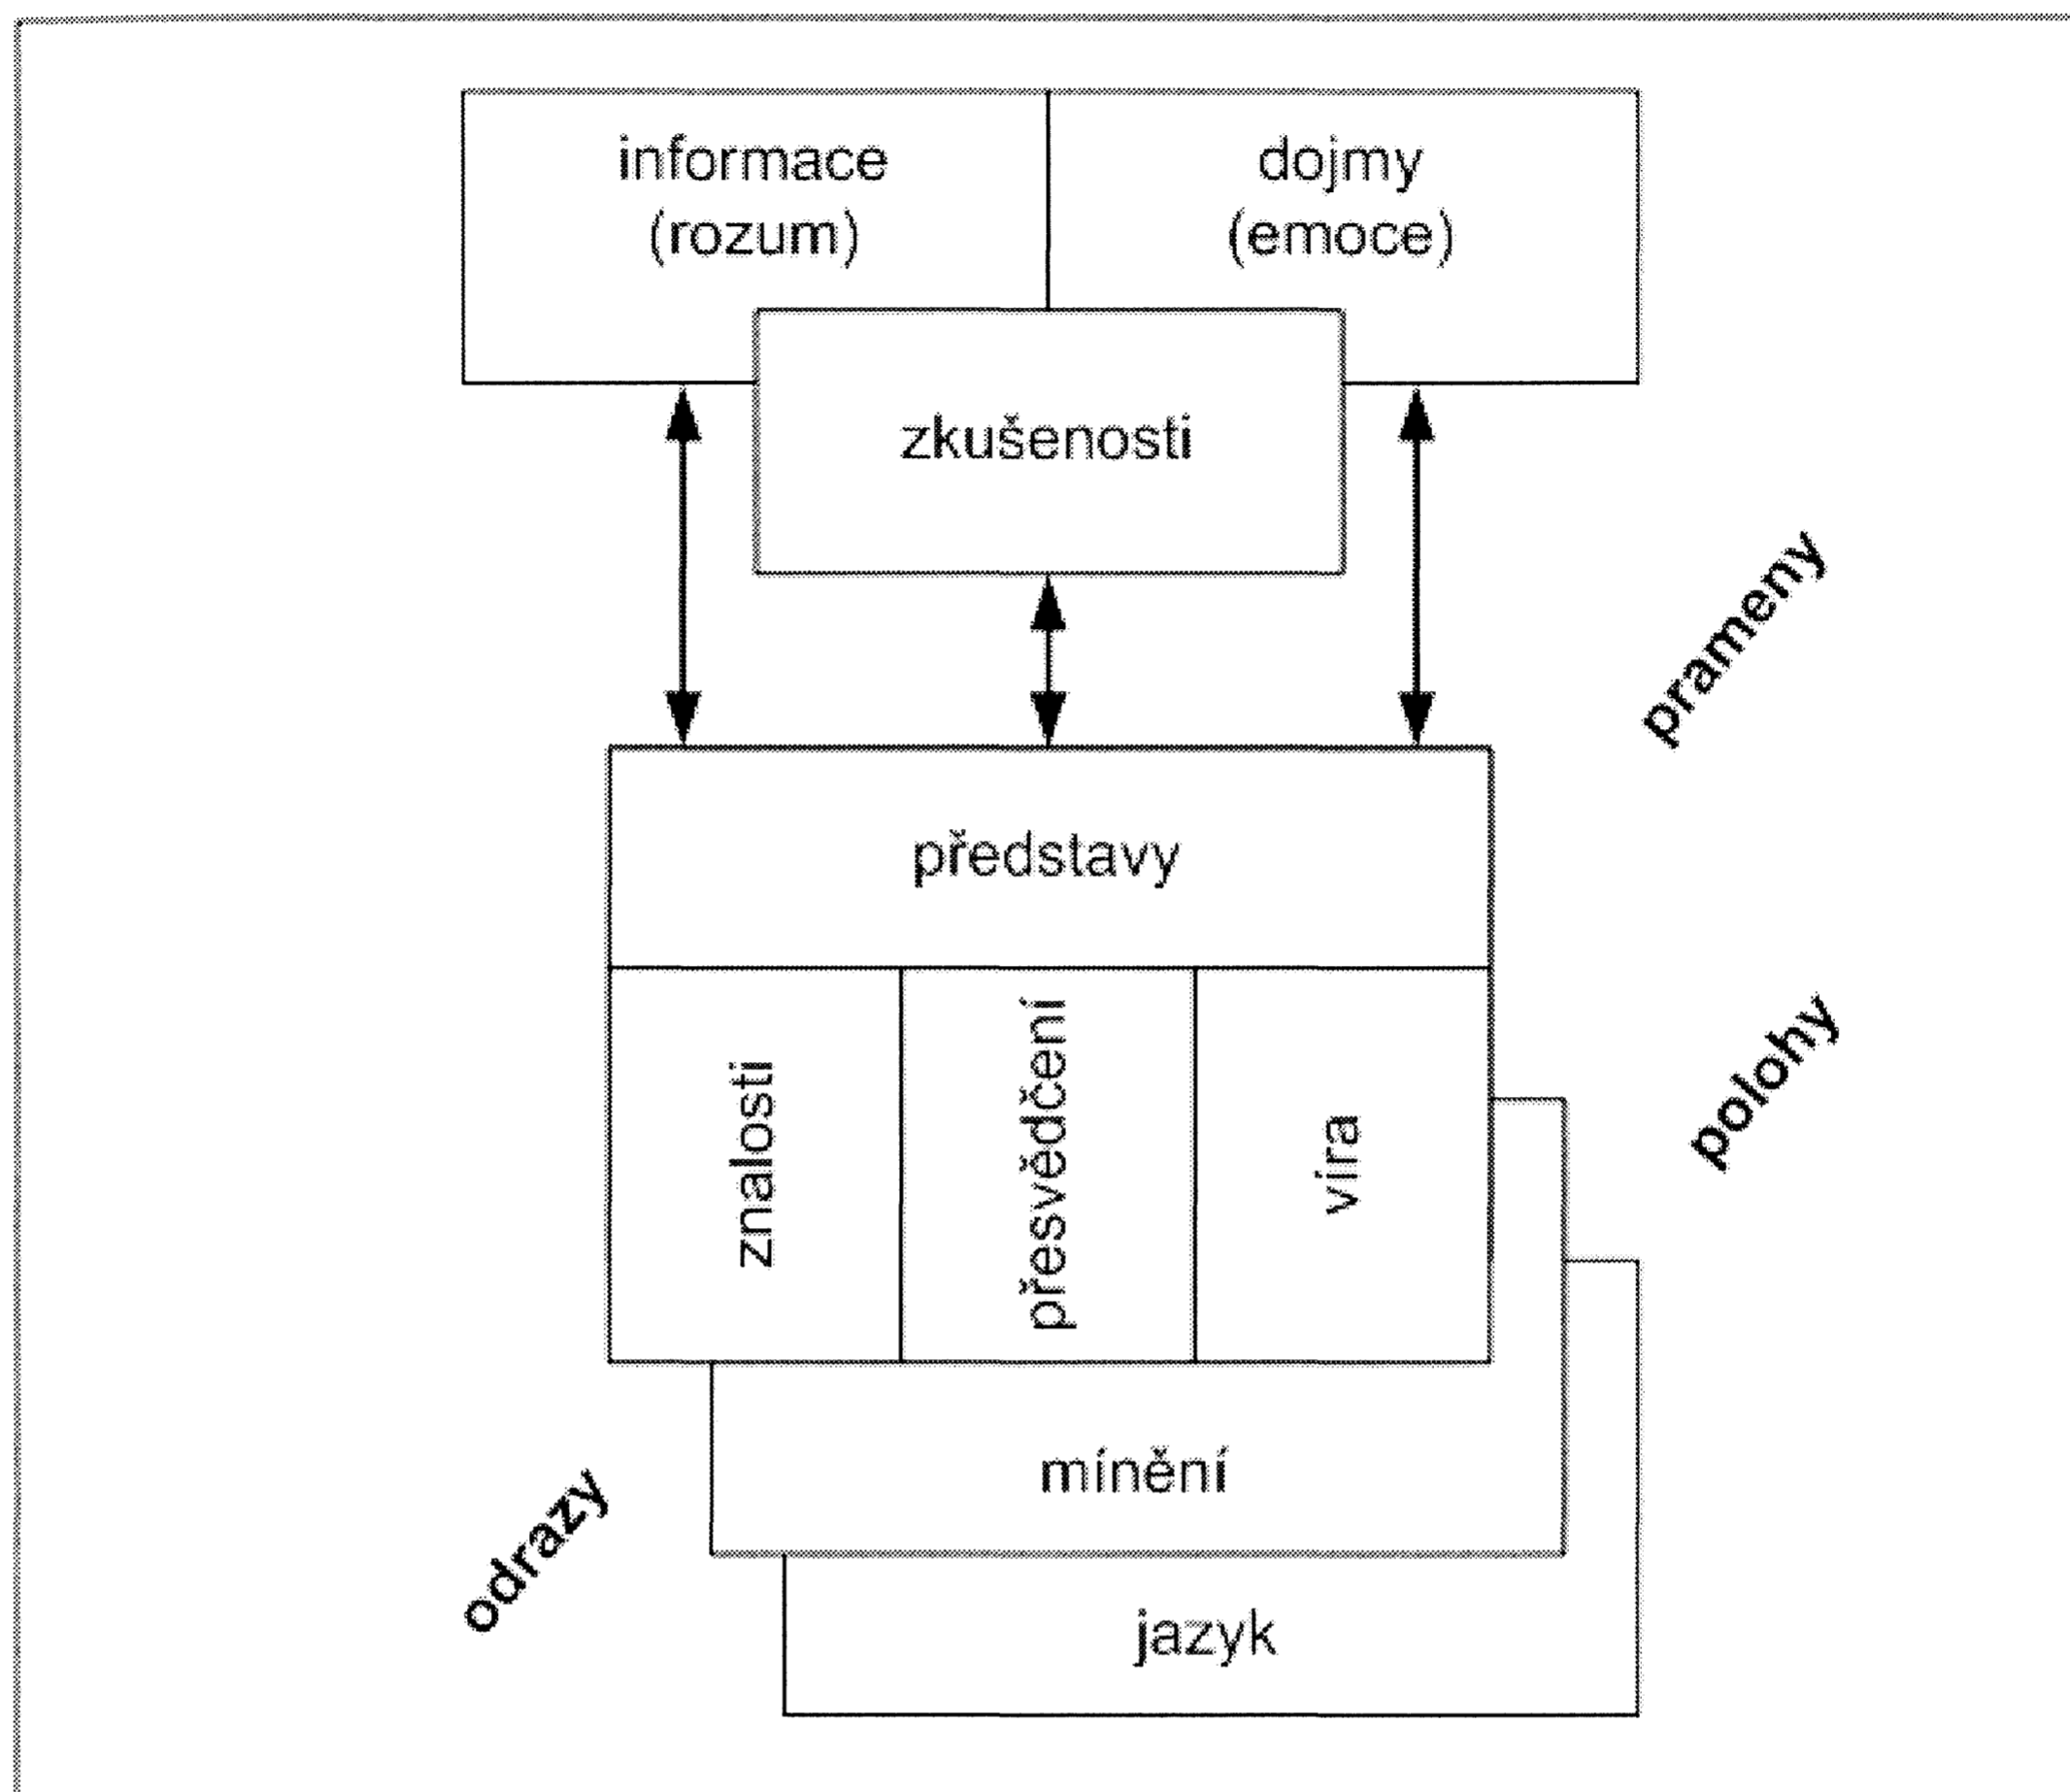 informace
(rozum)
dojmy
(emoce)
zkušenosti
prameny
představy
polohy
znalosti
přesvědčení
víra
mínění
odrazy
jazyk